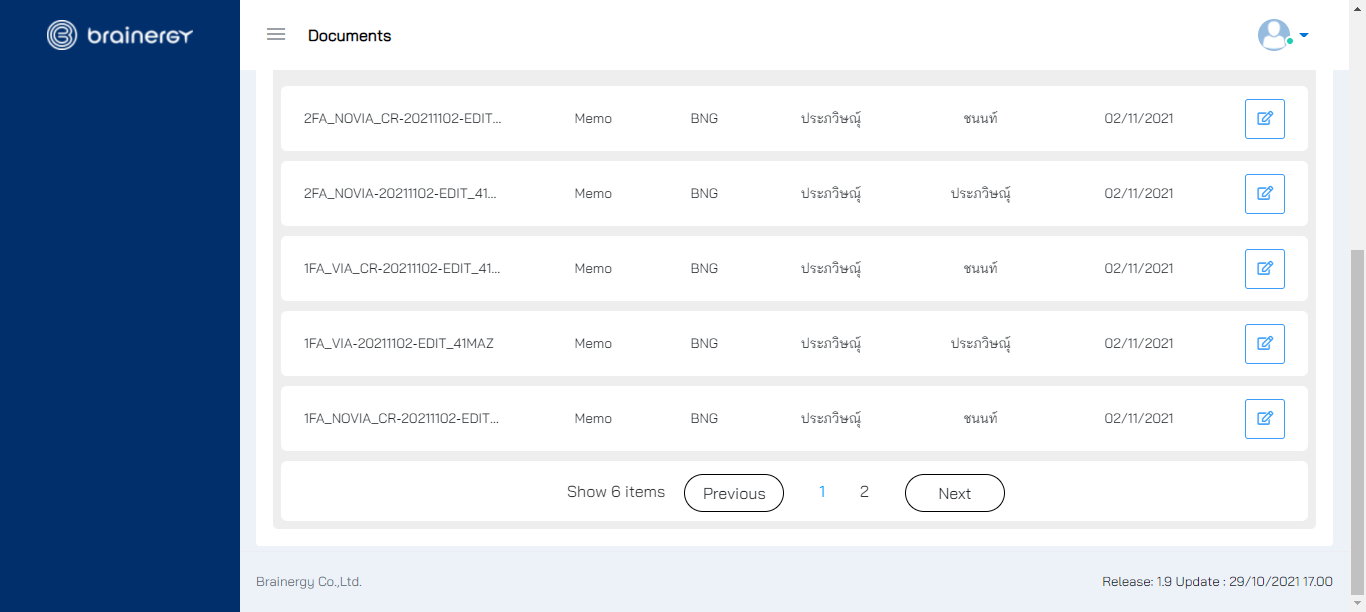 brainergy
Documents
2FA_NOVIA_CR-20211102-EDIT... Memo BNG ประภวิษณุ์ ชนนท์ 02/11/2021
2FA_NOVIA-20211102-EDIT_41... Memo BNG ประภวิษณุ์ ประภวิษณุ์ 02/11/2021
1FA_VIA_CR-20211102-EDIT_41... Memo BNG ประภวิษณุ์ ชนนท์ 02/11/2021
1FA_VIA-20211102-EDIT_41MAZ Memo BNG ประภวิษณุ์ ประภวิษณุ์ 02/11/2021
1FA_NOVIA_CR-20211102-EDIT... Memo BNG ประภวิษณุ์ ชนนท์ 02/11/2021
Show 6 items Previous 1 2 Next
Brainergy Co.,Ltd. Release: 1.9 Update : 29/10/2021 17.00